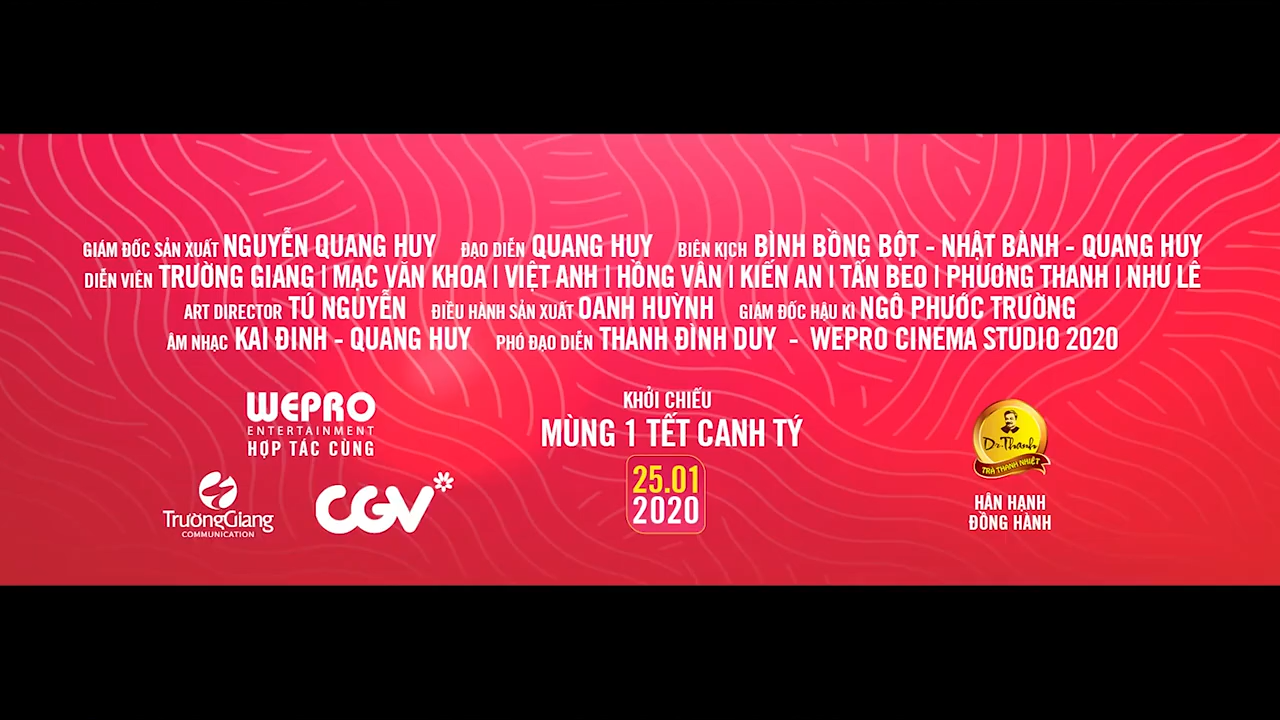 GIÁM ĐỐC SẢN XUẤT NGUYỄN QUANG HUY ĐẠO DIỄN QUANG HUY BIÊN KỊCH BÌNH BỒNG BỘT - NHẬT BÀNH - QUANG HUY
DIỄN VIÊN TRƯỜNG GIANG | MẠC VĂN KHOA | VIỆT ANH | HỒNG VÂN | KIẾN AN | TẤN BEO | PHƯƠNG THANH | NHƯ LÊ
ART DIRECTOR TÚ NGUYỄN ĐIỀU HÀNH SẢN XUẤT OANH HUỲNH GIÁM ĐỐC HẬU KÌ NGÔ PHƯỚC TRƯỜNG
ÂM NHẠC KAI ĐINH - QUANG HUY PHÓ ĐẠO DIỄN THANH ĐÌNH DUY - WEPRO CINEMA STUDIO 2020
WEPRO
ENTERTAINMENT
HỢP TÁC CÙNG
TrườngGiang
COMMUNICATION
CGV
KHỞI CHIẾU
MÙNG 1 TẾT CANH TÝ
25.01
2020
Dr.Thanh
TRÀ THANH NHIỆT
HÂN HẠNH
ĐỒNG HÀNH